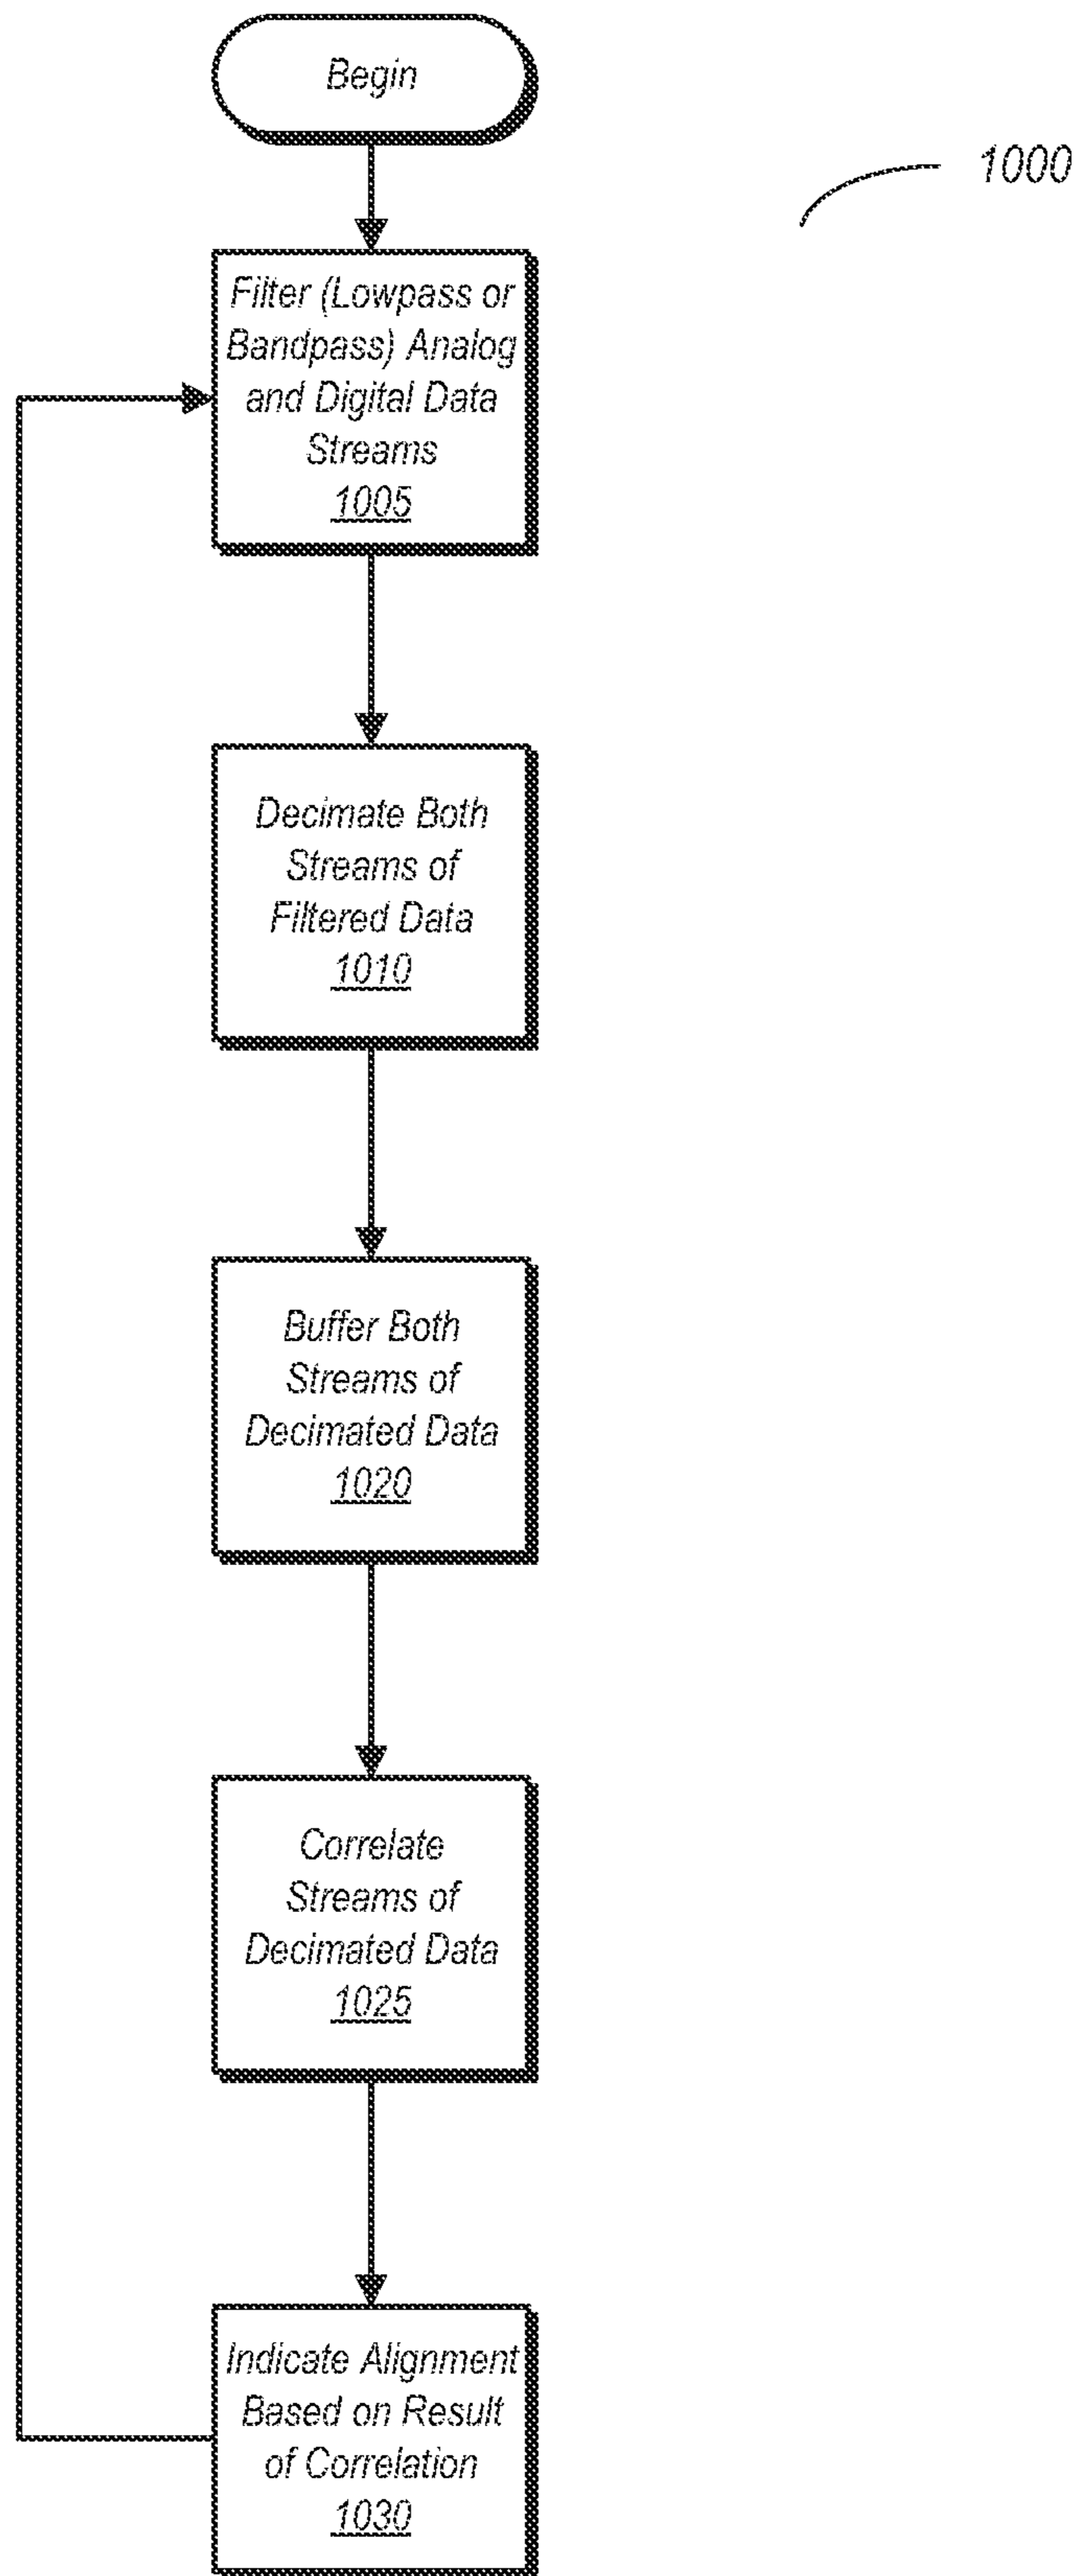 Begin
1000
Filter (Lowpass or
Bandpass) Analog
and Digital Data
Streams
1005
Decimate Both
Streams of
Filtered Data
1010
Buffer Both
Streams of
Decimated Data
1020
Correlate
Streams of
Decimated Data
1025
Indicate Alignment
Based on Result
of Correlation
1030